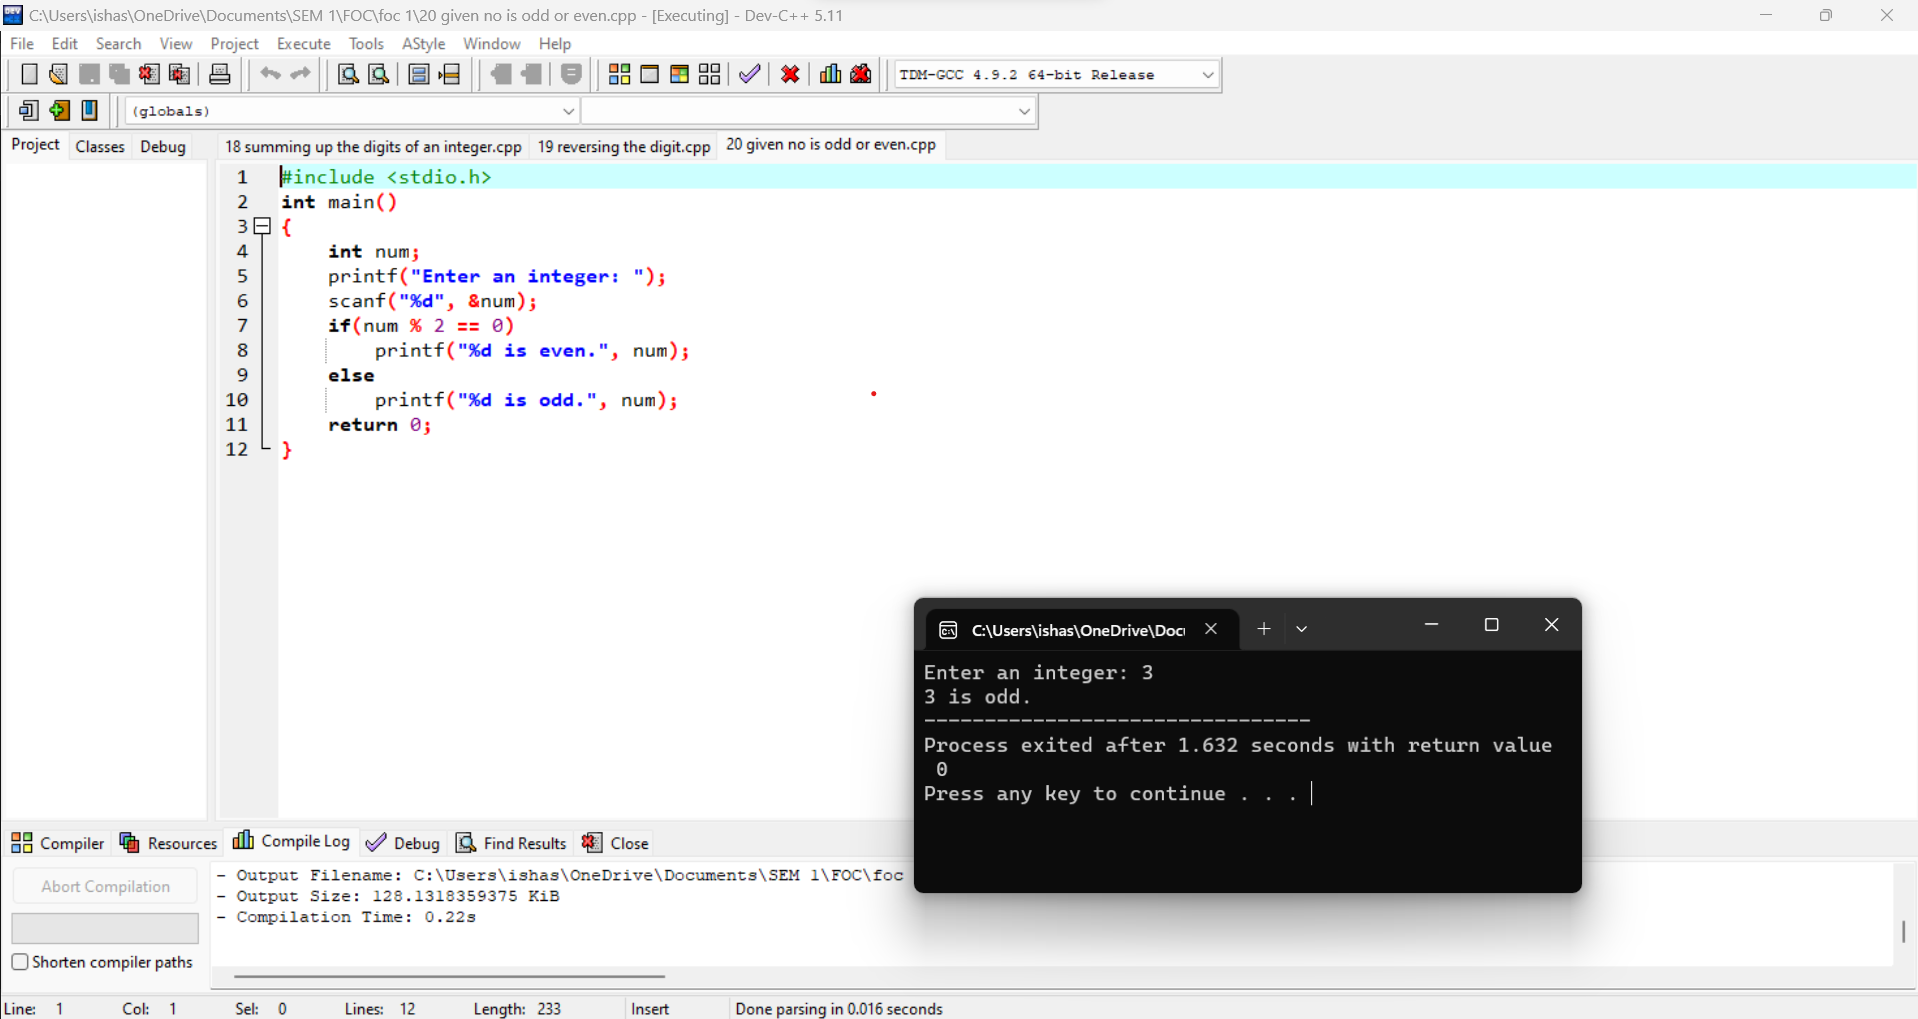 C:\Users\ishas\OneDrive\Documents\SEM 1\FOC\foc 1\20 given no is odd or even.cpp - [Executing] - Dev-C++ 5.11
File Edit Search View Project Execute Tools AStyle Window Help
TDM-GCC 4.9.2 64-bit Release
(globals)
Project Classes Debug
18 summing up the digits of an integer.cpp 19 reversing the digit.cpp 20 given no is odd or even.cpp
1 #include <stdio.h>
2 int main()
3 {
4 int num;
5 printf("Enter an integer: ");
6 scanf("%d", &num);
7 if(num % 2 == 0)
8 printf("%d is even.", num);
9 else
10 printf("%d is odd.", num);
11 return 0;
12 }
C:\Users\ishas\OneDrive\Doc
Enter an integer: 3
3 is odd.
--------------------------------
Process exited after 1.632 seconds with return value
0
Press any key to continue . . .
Compiler Resources Compile Log Debug Find Results Close
Abort Compilation
Shorten compiler paths
- Output Filename: C:\Users\ishas\OneDrive\Documents\SEM 1\FOC\foc
- Output Size: 128.1318359375 KiB
- Compilation Time: 0.22s
Line: 1 Col: 1 Sel: 0 Lines: 12 Length: 233 Insert Done parsing in 0.016 seconds